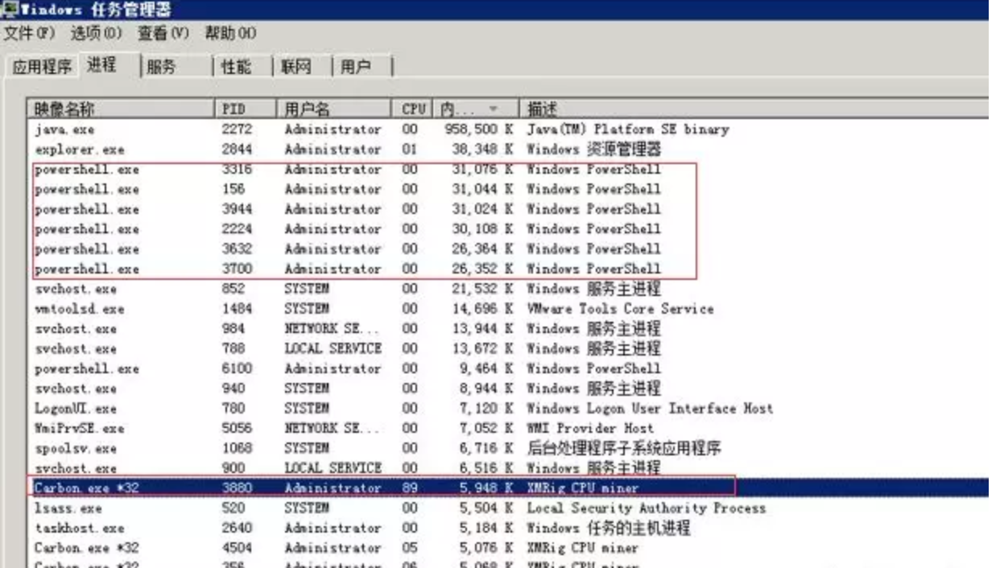 Windows 任务管理器
文件(F) 选项(O) 查看(V) 帮助(H)
应用程序 进程 服务 性能 联网 用户
映像名称 PID 用户名 CPU 内... 描述
java.exe 2272 Administrator 00 958,500 K Java(TM) Platform SE binary
explorer.exe 2844 Administrator 01 38,348 K Windows 资源管理器
powershell.exe 3316 Administrator 00 31,076 K Windows PowerShell
powershell.exe 156 Administrator 00 31,044 K Windows PowerShell
powershell.exe 3944 Administrator 00 31,024 K Windows PowerShell
powershell.exe 2224 Administrator 00 30,108 K Windows PowerShell
powershell.exe 3632 Administrator 00 26,364 K Windows PowerShell
powershell.exe 3700 Administrator 00 26,352 K Windows PowerShell
svchost.exe 852 SYSTEM 00 21,532 K Windows 服务主进程
vmtoolsd.exe 1484 SYSTEM 00 14,696 K VMware Tools Core Service
svchost.exe 984 NETWORK SE... 00 13,944 K Windows 服务主进程
svchost.exe 788 LOCAL SERVICE 00 13,672 K Windows 服务主进程
powershell.exe 6100 Administrator 00 9,464 K Windows PowerShell
svchost.exe 940 SYSTEM 00 8,944 K Windows 服务主进程
LogonUI.exe 780 SYSTEM 00 7,120 K Windows Logon User Interface Host
WmiPrvSE.exe 5056 NETWORK SE... 00 7,052 K WMI Provider Host
spoolsv.exe 1068 SYSTEM 00 6,716 K 后台处理程序子系统应用程序
svchost.exe 900 LOCAL SERVICE 00 6,516 K Windows 服务主进程
Carbon.exe *32 3880 Administrator 89 5,948 K XMRig CPU miner
lsass.exe 520 SYSTEM 00 5,504 K Local Security Authority Process
taskhost.exe 2640 Administrator 00 5,184 K Windows 任务的主机进程
Carbon.exe *32 4504 Administrator 05 5,076 K XMRig CPU miner
Carbon.exe *32 356 Administrator 06 5,068 K XMRig CPU miner